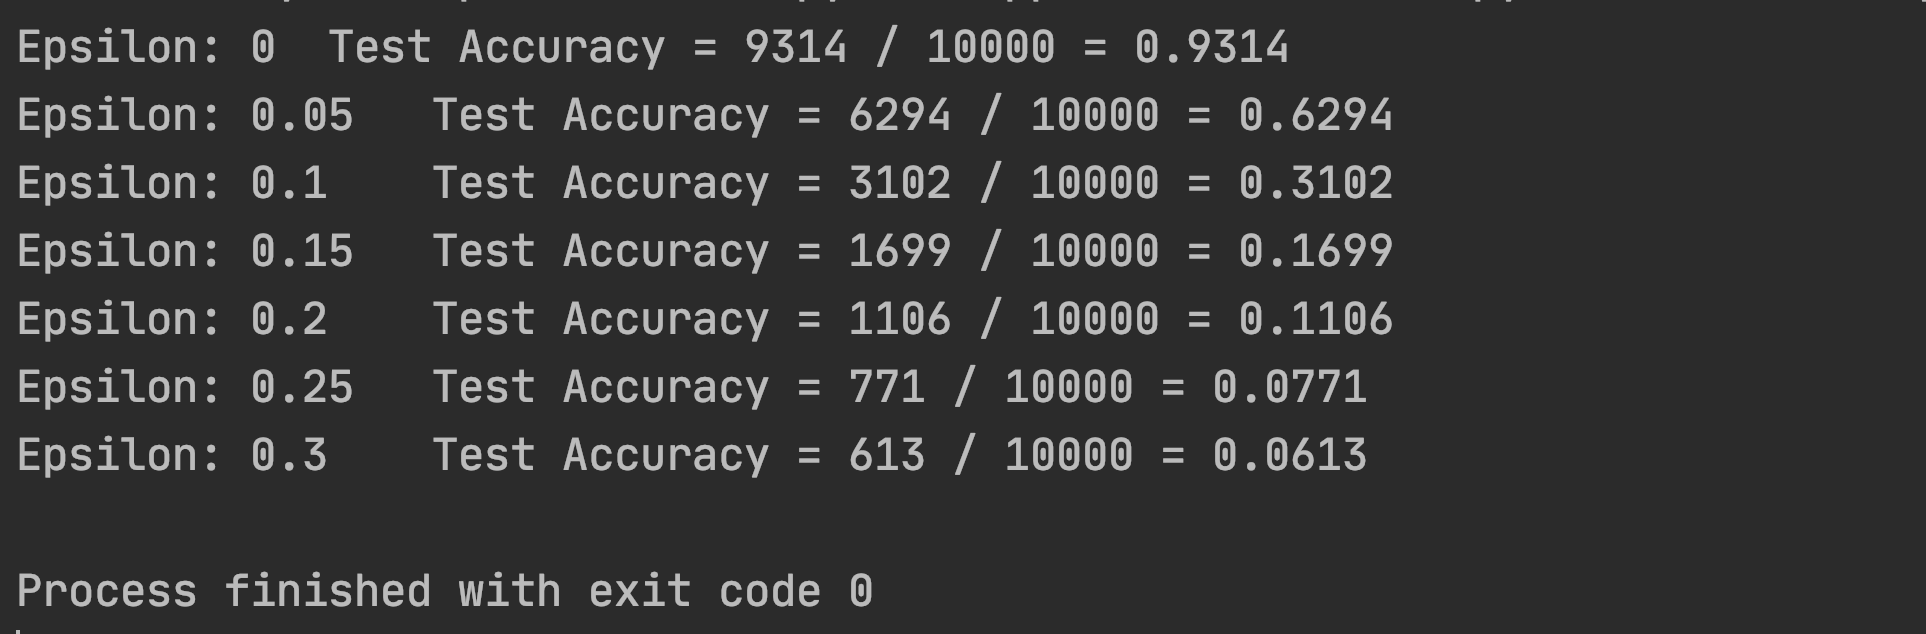 Epsilon: 0	Test Accuracy = 9314 / 10000 = 0.9314
Epsilon: 0.05	Test Accuracy = 6294 / 10000 = 0.6294
Epsilon: 0.1	Test Accuracy = 3102 / 10000 = 0.3102
Epsilon: 0.15	Test Accuracy = 1699 / 10000 = 0.1699
Epsilon: 0.2	Test Accuracy = 1106 / 10000 = 0.1106
Epsilon: 0.25	Test Accuracy = 771 / 10000 = 0.0771
Epsilon: 0.3	Test Accuracy = 613 / 10000 = 0.0613
Process finished with exit code 0